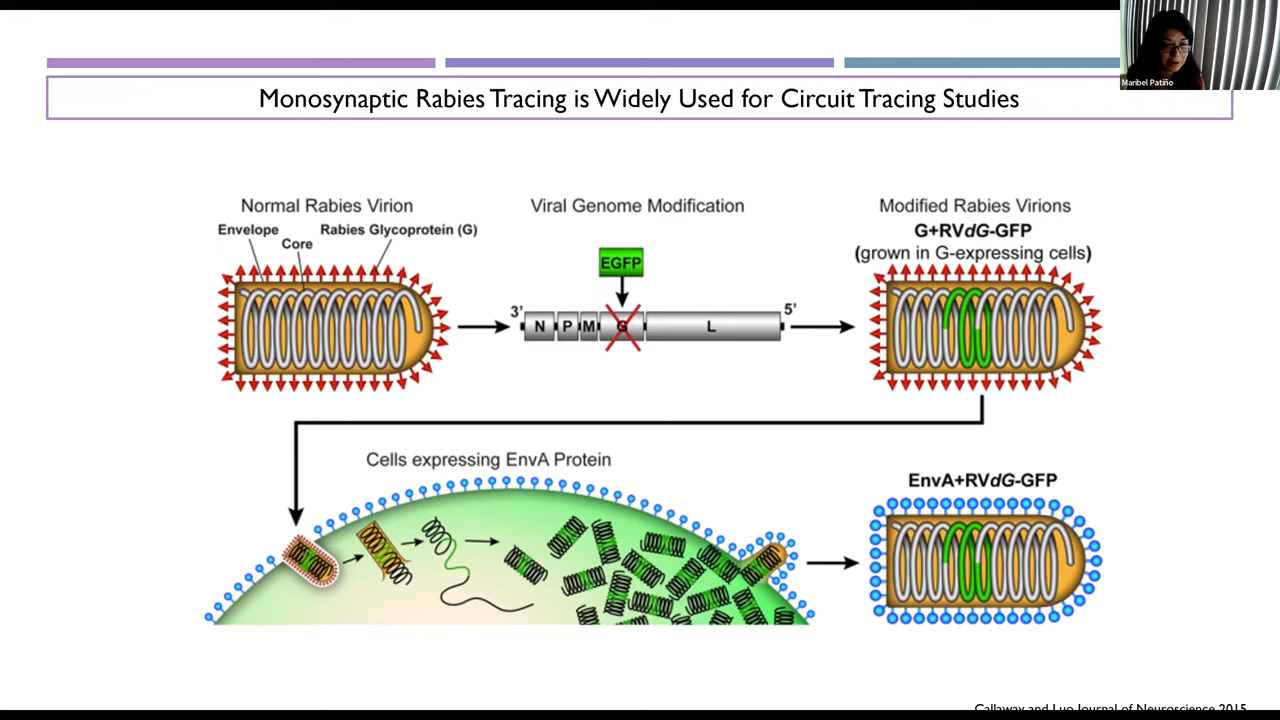 Maribel Patiño
Monosynaptic Rabies Tracing is Widely Used for Circuit Tracing Studies
Normal Rabies Virion
Envelope
Core
Rabies Glycoprotein (G)
Viral Genome Modification
EGFP
3’
N
P
M
G
L
5’
Modified Rabies Virions
G+RVdG-GFP
(grown in G-expressing cells)
Cells expressing EnvA Protein
EnvA+RVdG-GFP
Callaway and Luo Journal of Neuroscience 2015